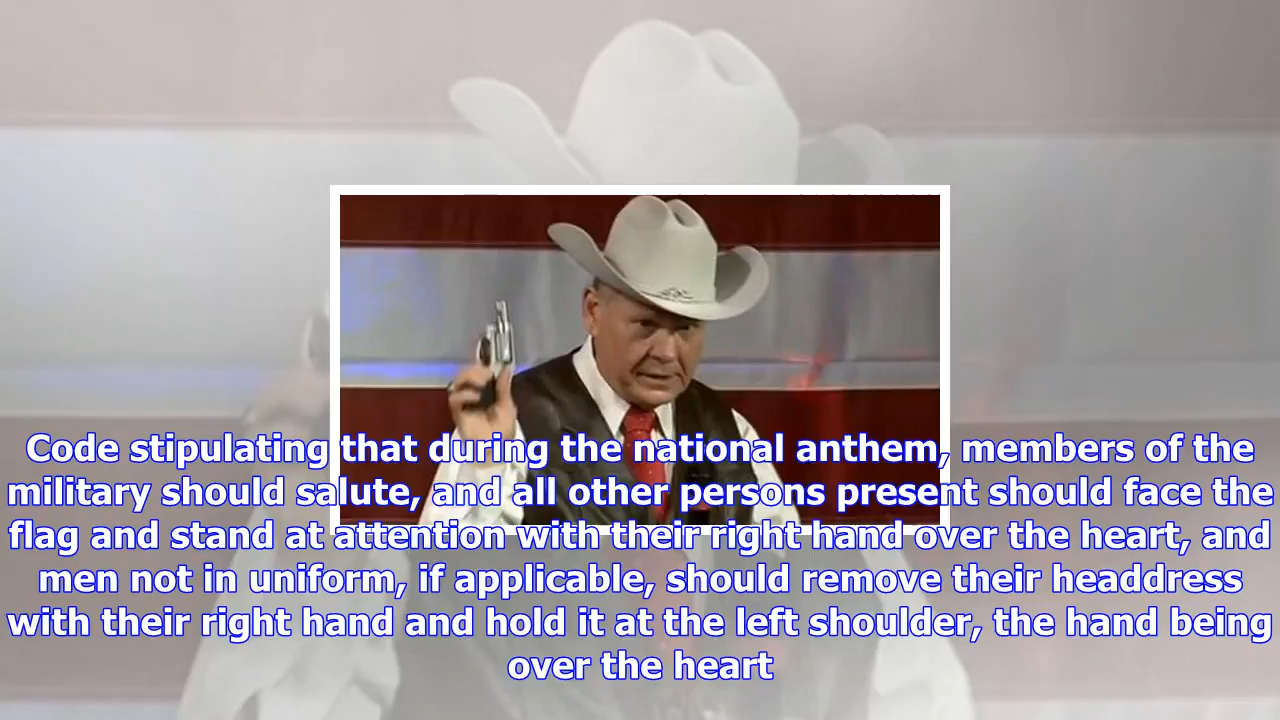 Code stipulating that during the national anthem, members of the
military should salute, and all other persons present should face the
flag and stand at attention with their right hand over the heart, and
men not in uniform, if applicable, should remove their headdress
with their right hand and hold it at the left shoulder, the hand being
over the heart